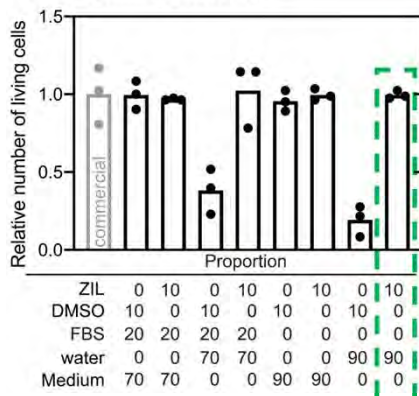 Relative number of living cells
1.5
1.0
0.5
0.0
commercial
Proportion
ZIL 0 10 0 10 0 10 0 10
DMSO 10 0 10 0 10 0 10 0
FBS 20 20 20 20 0 0 0 0
water 0 0 70 70 0 0 90 90
Medium 70 70 0 0 90 90 0 0